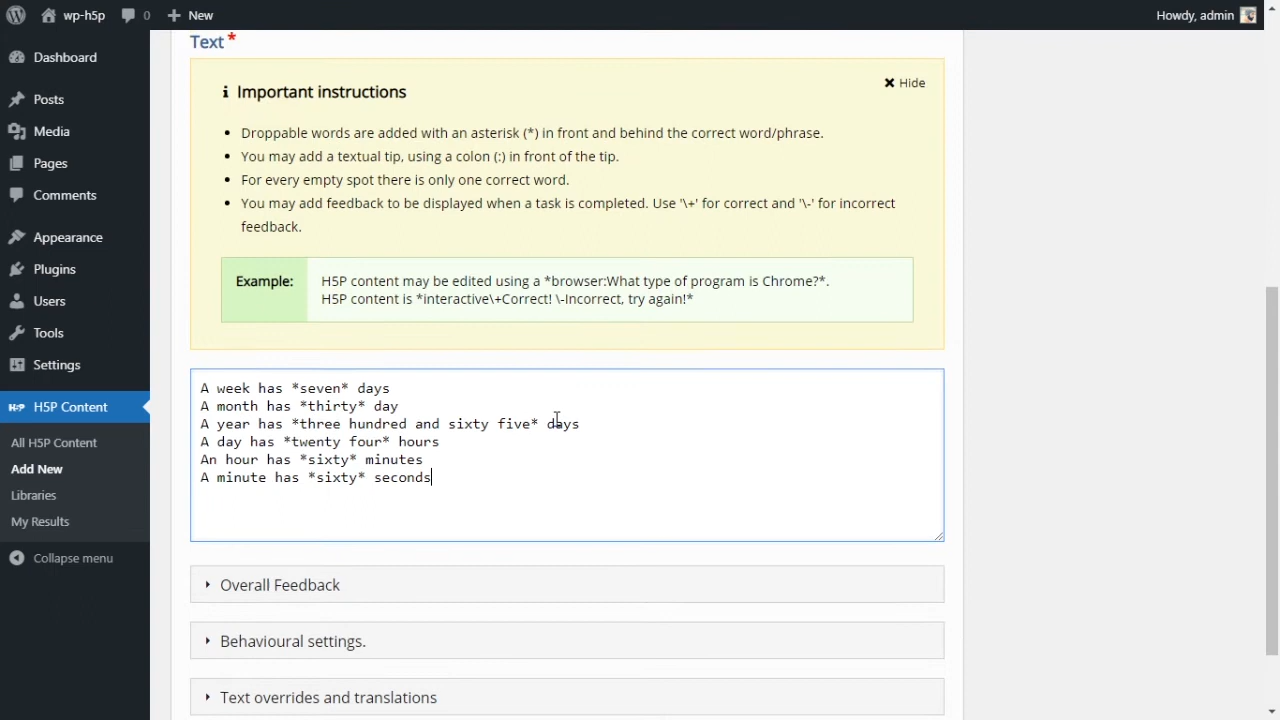 wp-h5p
0
New
Howdy, admin
Dashboard
Posts
Media
Pages
Comments
Appearance
Plugins
Users
Tools
Settings
H5P Content
All H5P Content
Add New
Libraries
My Results
Collapse menu
Text *
Important instructions
Hide
Droppable words are added with an asterisk (*) in front and behind the correct word/phrase.
You may add a textual tip, using a colon (:) in front of the tip.
For every empty spot there is only one correct word.
You may add feedback to be displayed when a task is completed. Use '\+' for correct and '\-' for incorrect
feedback.
Example:
H5P content may be edited using a *browser:What type of program is Chrome?*.
H5P content is *interactive\+Correct! \-Incorrect, try again!*
A week has *seven* days
A month has *thirty* day
A year has *three hundred and sixty five* days
A day has *twenty four* hours
An hour has *sixty* minutes
A minute has *sixty* seconds
Overall Feedback
Behavioural settings.
Text overrides and translations